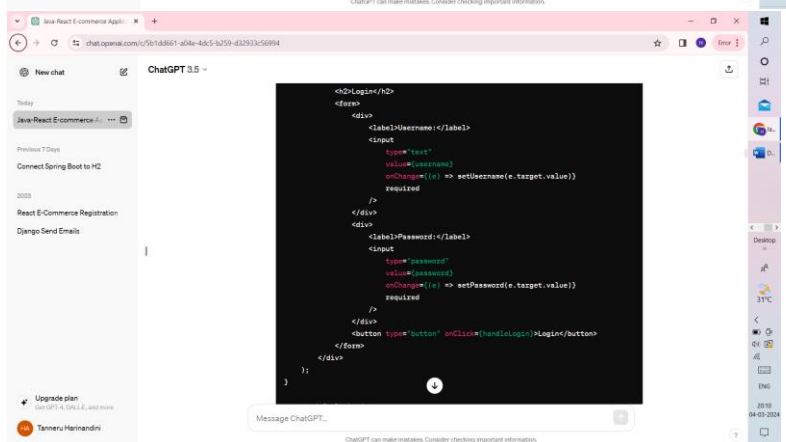 ChatGPT can make mistakes. Consider checking important information.
Java-React E-commerce Applic
chat.openai.com/c/5b1dd661-a04e-4dc5-b259-d32933c56994
Error
New chat
ChatGPT 3.5
<h2>Login</h2>
<form>
<div>
<label>Username:</label>
<input
type="text"
value={username}
onChange={(e) => setUsername(e.target.value)}
required
/>
</div>
<div>
<label>Password:</label>
<input
type="password"
value={password}
onChange={(e) => setPassword(e.target.value)}
required
/>
</div>
<button type="button" onClick={handleLogin}>Login</button>
</form>
</div>
);
}
Today
Java-React E-commerce A
Previous 7 Days
Connect Spring Boot to H2
2023
React E-Commerce Registration
Django Send Emails
Upgrade plan
Get GPT-4, DALL·E, and more
HA
Tanneru Harinandini
Message ChatGPT...
ChatGPT can make mistakes. Consider checking important information.
?
Desktop
31°C
ENG
20:10
04-03-2024